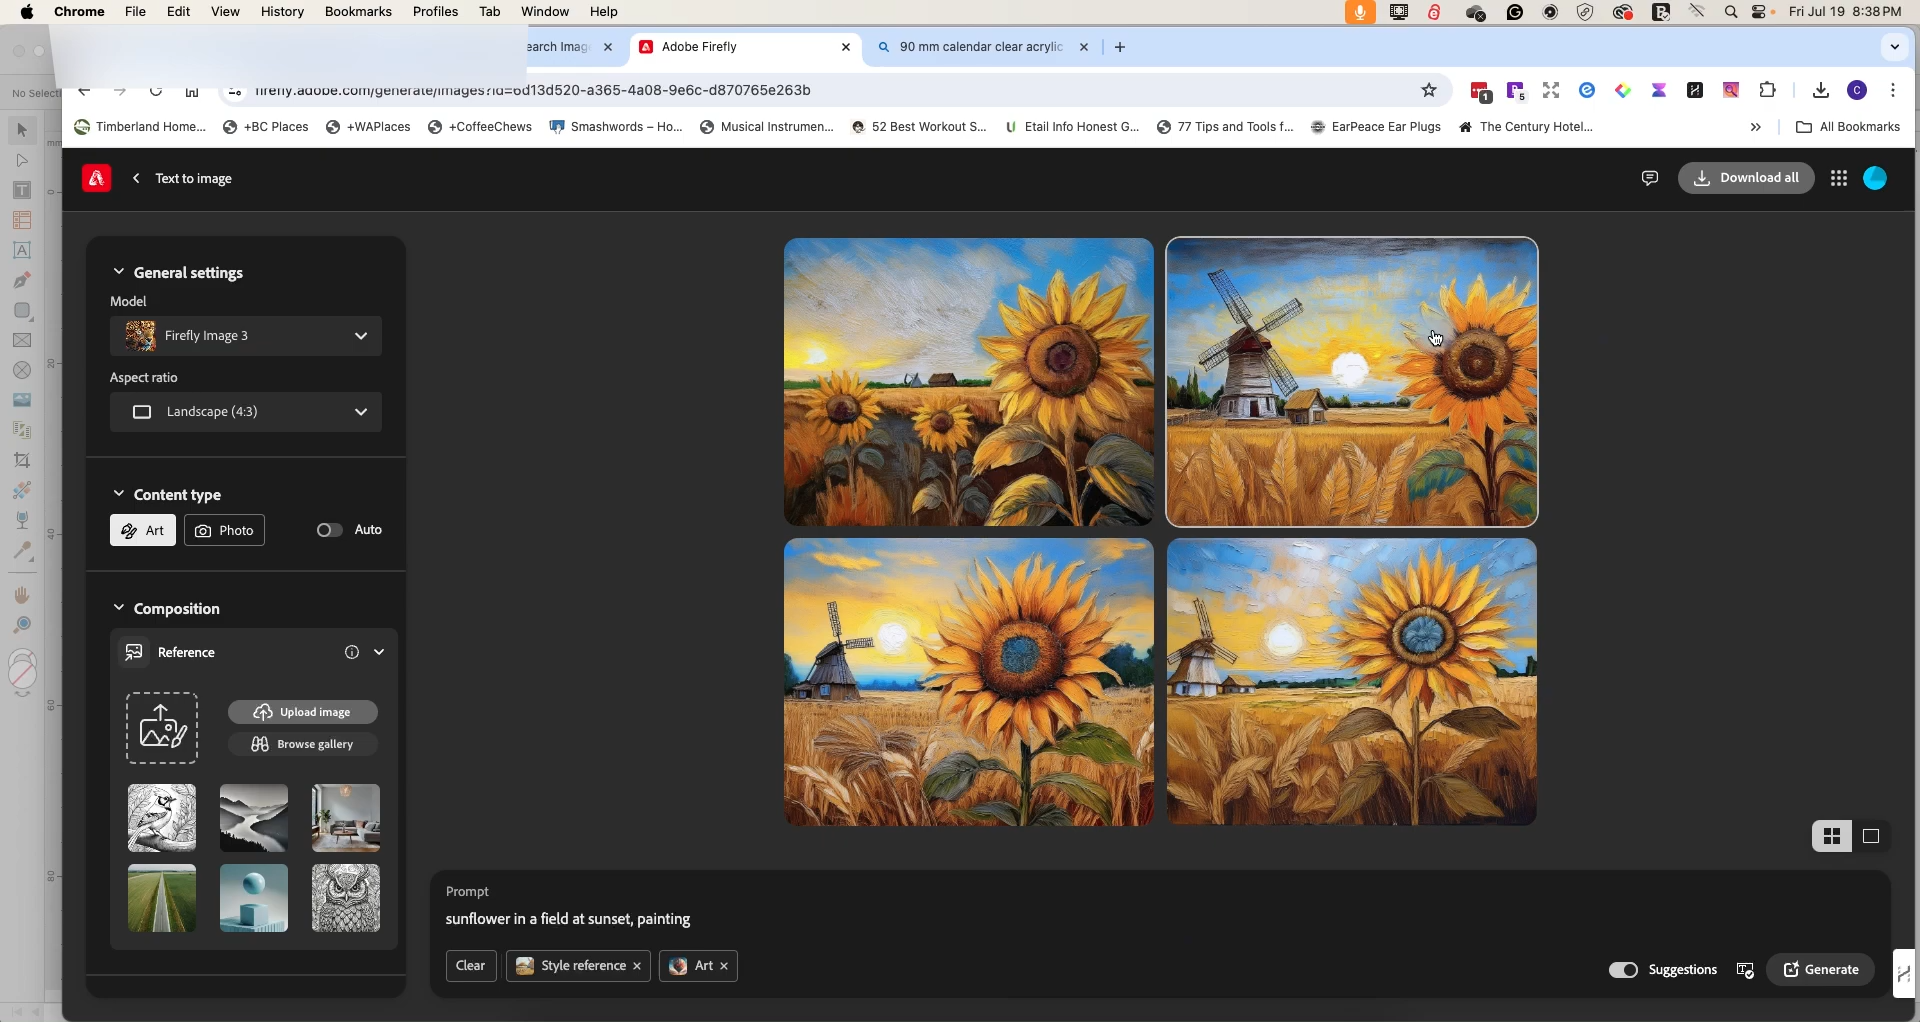 Chrome File Edit View History Bookmarks Profiles Tab Window Help Fri Jul 19 8:38 PM
earch Imag Adobe Firefly 90 mm calendar clear acrylic
firefly.adobe.com/generate/images?id=6d13d520-a365-4a08-9e6c-d870765e263b 1 5 C
No Selecti
Timberland Home... +BC Places +WAPlaces +CoffeeChews Smashwords – Ho... Musical Instrumen... 52 Best Workout S... Etail Info Honest G... 77 Tips and Tools f... EarPeace Ear Plugs The Century Hotel... » All Bookmarks
Text to image Download all
General settings
Model
Firefly Image 3
Aspect ratio
Landscape (4:3)
Content type
Art Photo Auto
Composition
Reference
Upload image
Browse gallery
Prompt
sunflower in a field at sunset, painting
Clear Style reference Art Suggestions Generate